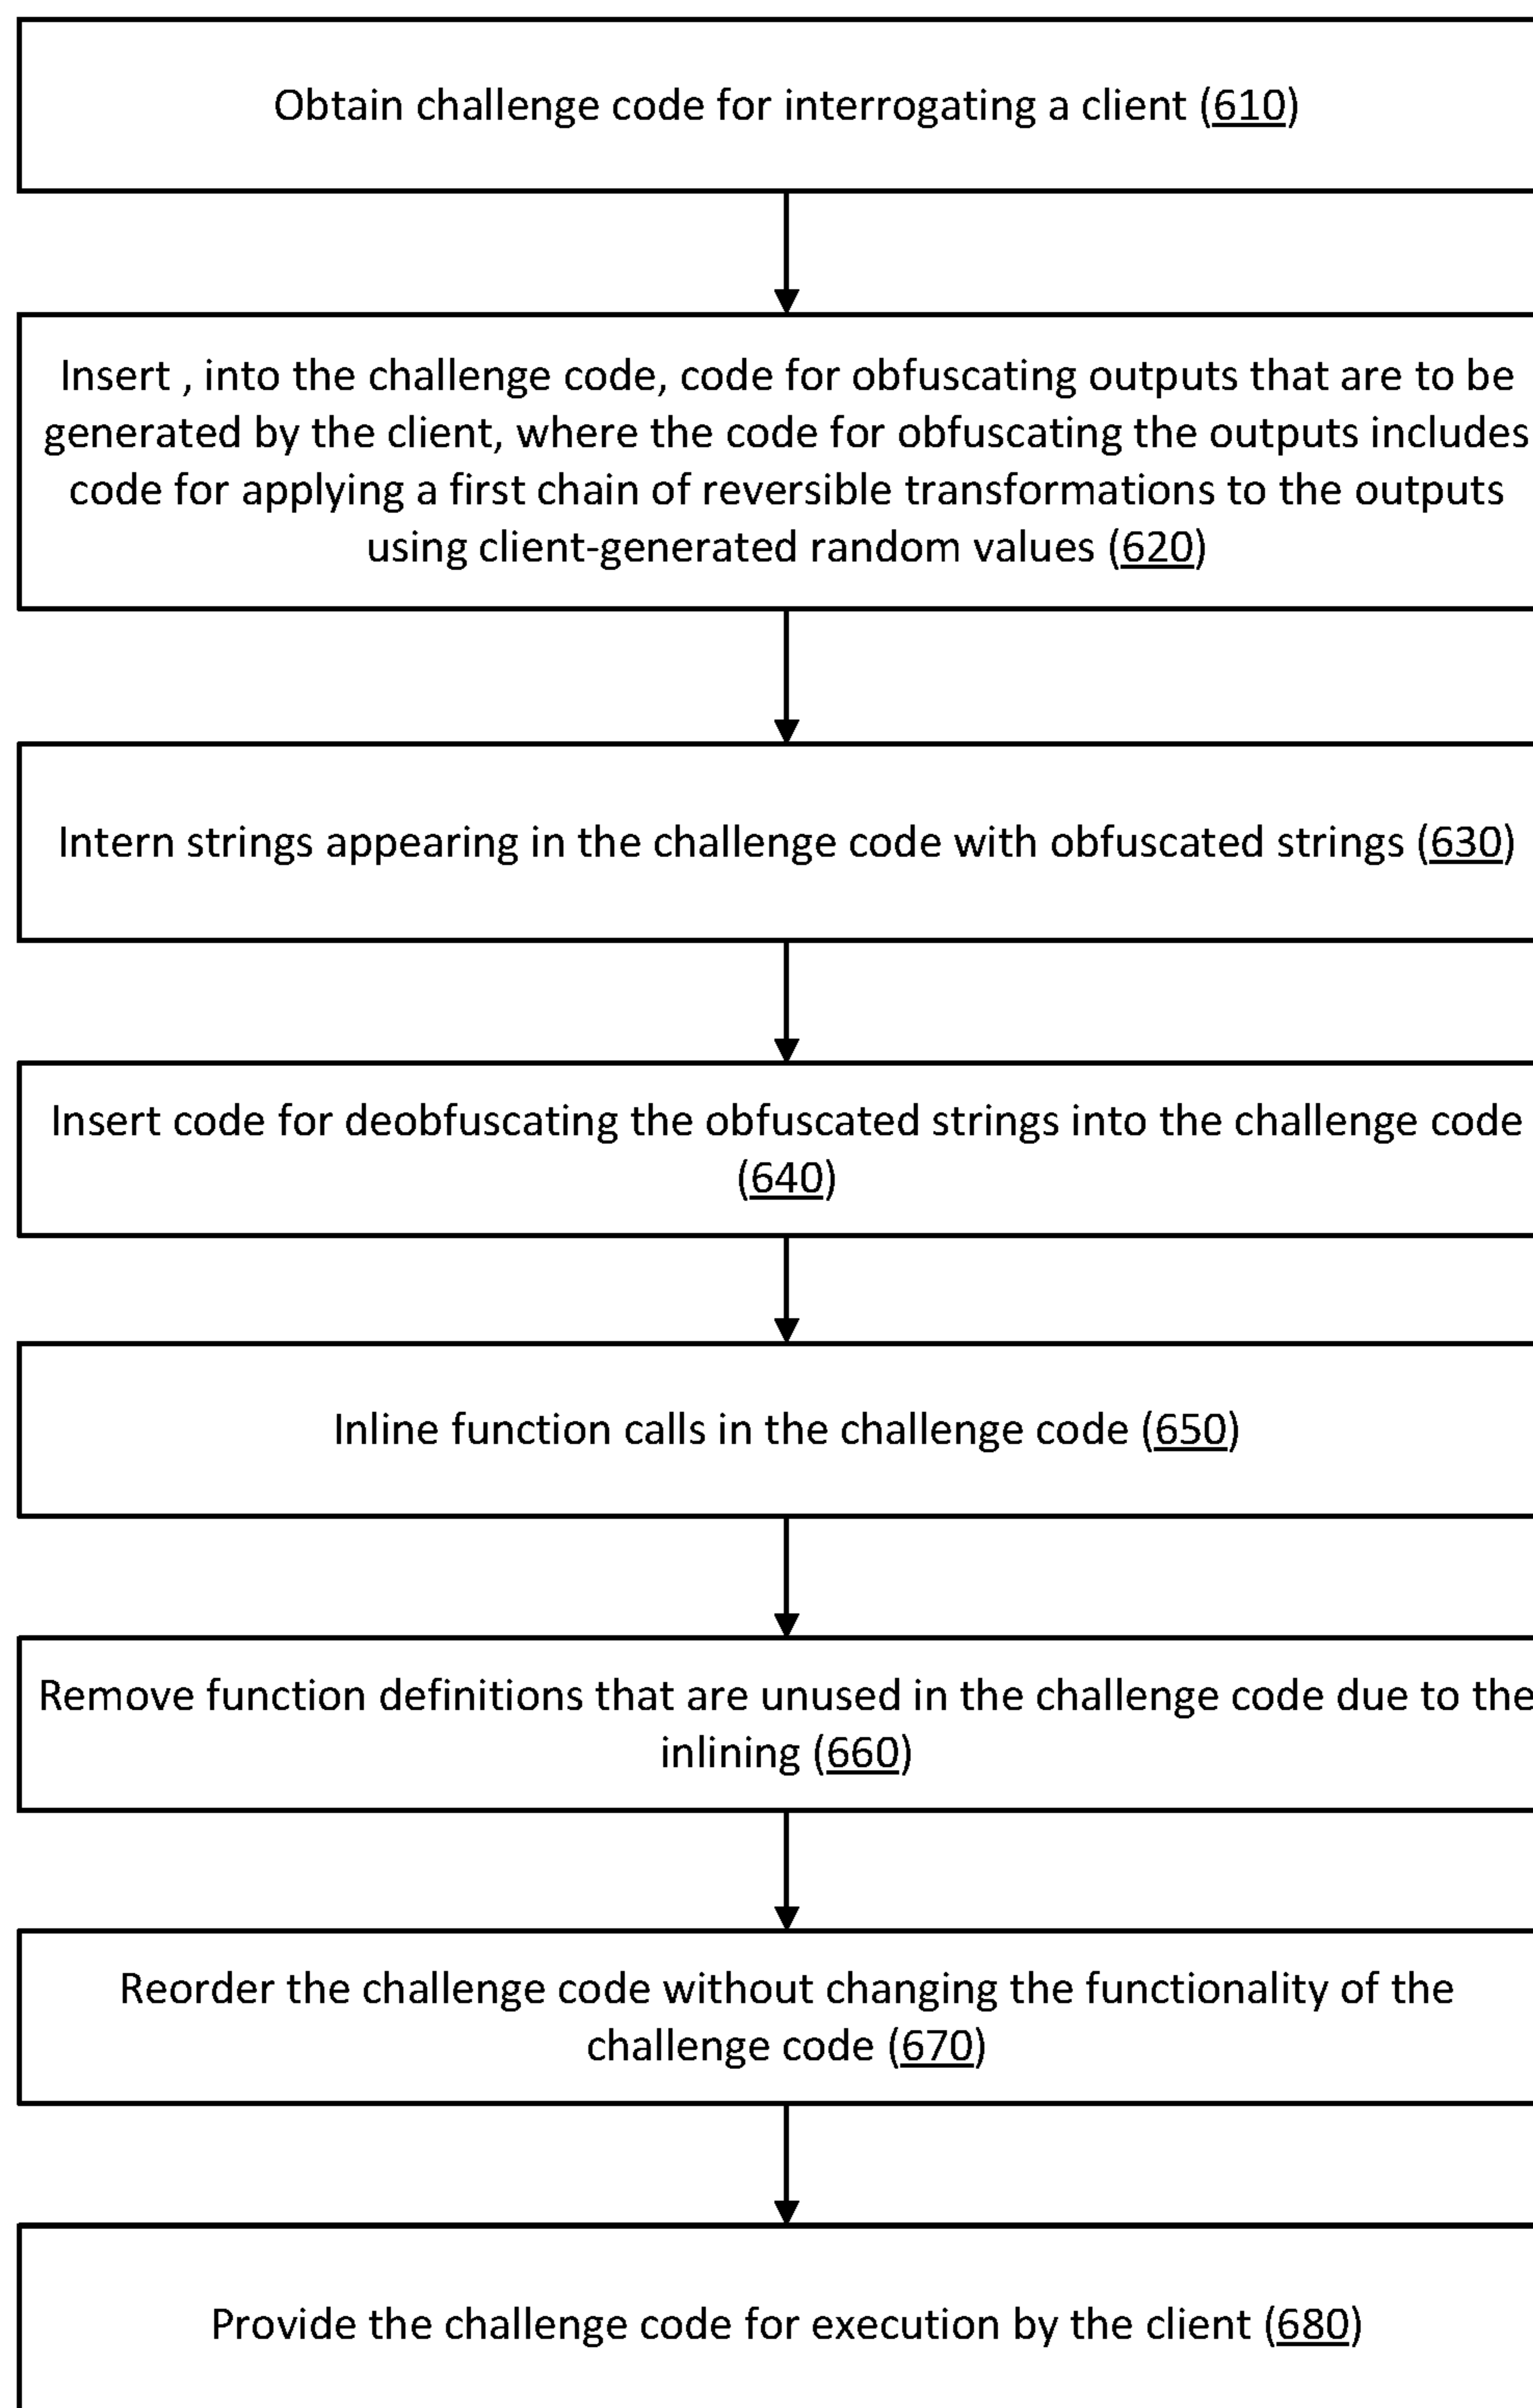 Obtain challenge code for interrogating a client (610)
Insert , into the challenge code, code for obfuscating outputs that are to be
generated by the client, where the code for obfuscating the outputs includes
code for applying a first chain of reversible transformations to the outputs
using client-generated random values (620)
Intern strings appearing in the challenge code with obfuscated strings (630)
Insert code for deobfuscating the obfuscated strings into the challenge code
(640)
Inline function calls in the challenge code (650)
Remove function definitions that are unused in the challenge code due to the
inlining (660)
Reorder the challenge code without changing the functionality of the
challenge code (670)
Provide the challenge code for execution by the client (680)